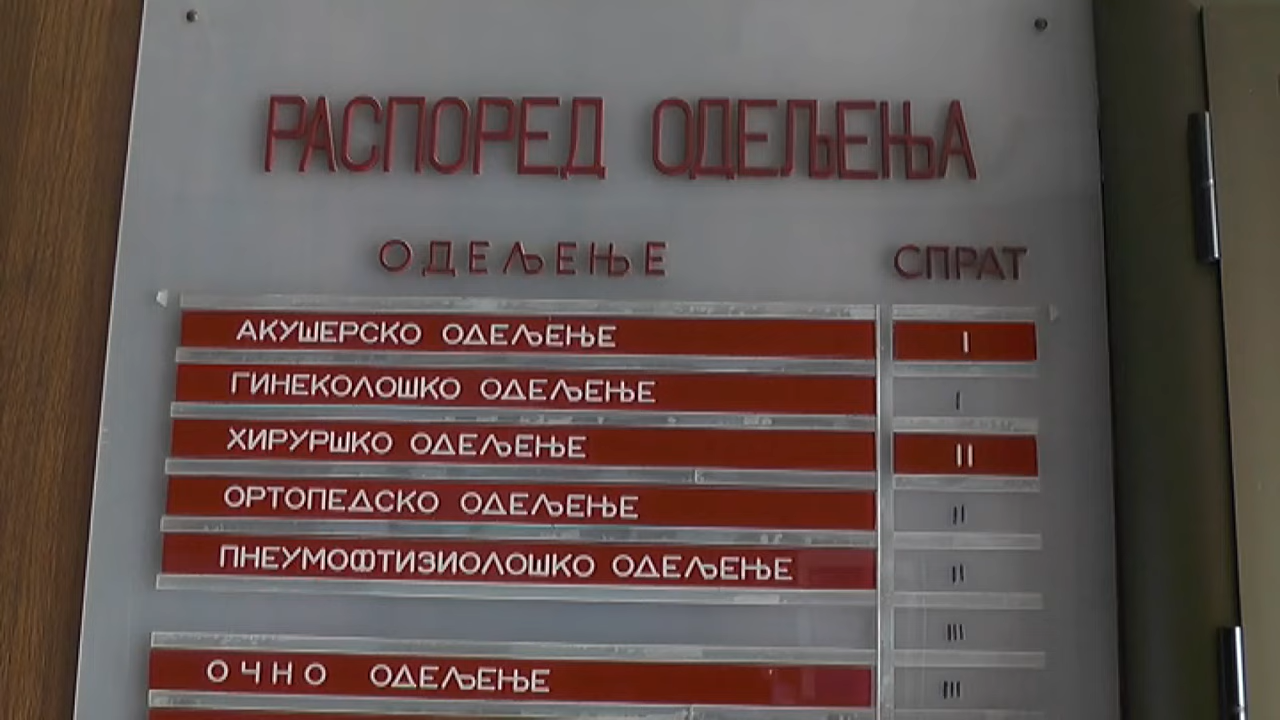 РАСПОРЕД ОДЕЉЕЊА
ОДЕЉЕЊЕ СПРАТ
АКУШЕРСКО ОДЕЉЕЊЕ I
ГИНЕКОЛОШКО ОДЕЉЕЊЕ I
ХИРУРШКО ОДЕЉЕЊЕ II
ОРТОПЕДСКО ОДЕЉЕЊЕ II
ПНЕУМОФТИЗИОЛОШКО ОДЕЉЕЊЕ II
III
ОЧНО ОДЕЉЕЊЕ III